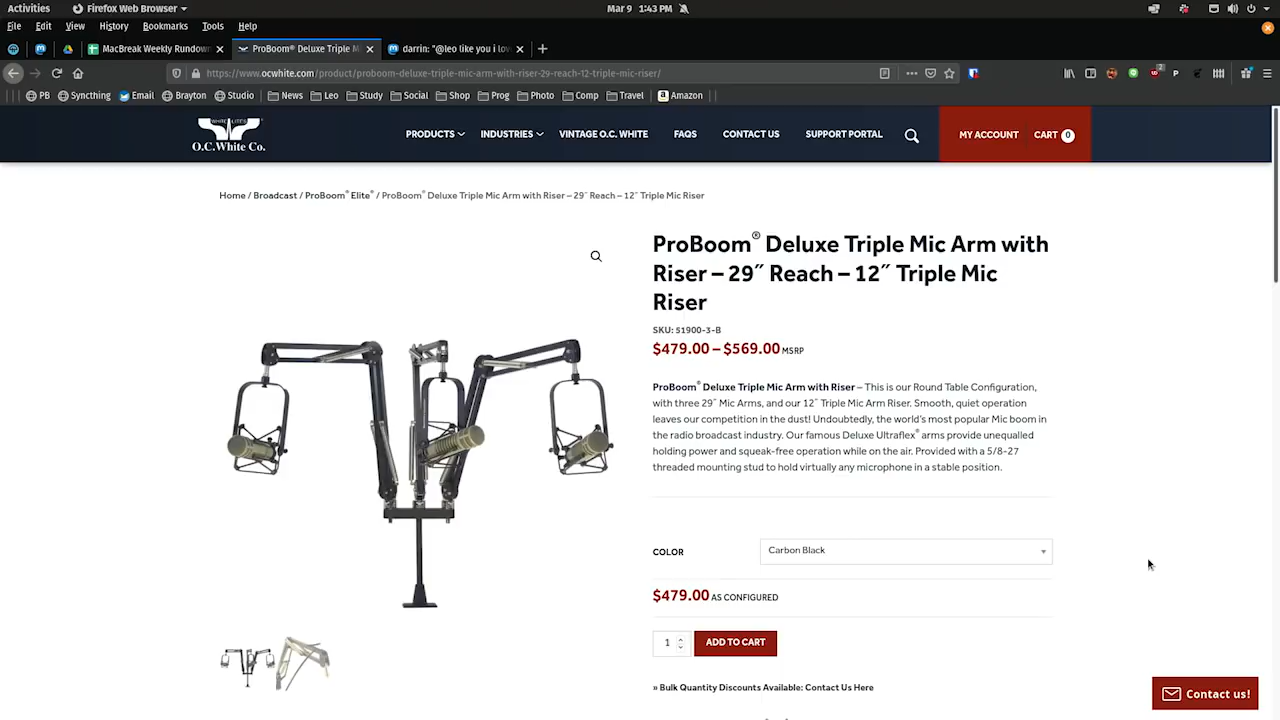 Activities
Firefox Web Browser
Mar 9 1:43 PM
File Edit View History Bookmarks Tools Help
MacBreak Weekly Rundown
ProBoom® Deluxe Triple M
darrin: "@leo like you i lov
https://www.ocwhite.com/product/proboom-deluxe-triple-mic-arm-with-riser-29-reach-12-triple-mic-riser/
PB Syncthing Email Brayton Studio News Leo Study Social Shop Prog Photo Comp Travel Amazon
WHITE LITES
O.C.White Co.
PRODUCTS INDUSTRIES VINTAGE O.C. WHITE FAQS CONTACT US SUPPORT PORTAL MY ACCOUNT CART 0
Home / Broadcast / ProBoom® Elite® / ProBoom® Deluxe Triple Mic Arm with Riser – 29″ Reach – 12″ Triple Mic Riser
ProBoom® Deluxe Triple Mic Arm with
Riser – 29″ Reach – 12″ Triple Mic
Riser
SKU: 51900-3-B
$479.00 – $569.00 MSRP
ProBoom® Deluxe Triple Mic Arm with Riser – This is our Round Table Configuration,
with three 29″ Mic Arms, and our 12″ Triple Mic Arm Riser. Smooth, quiet operation
leaves our competition in the dust! Undoubtedly, the world's most popular Mic boom in
the radio broadcast industry. Our famous Deluxe Ultraflex® arms provide unequalled
holding power and squeak-free operation while on the air. Provided with a 5/8-27
threaded mounting stud to hold virtually any microphone in a stable position.
COLOR Carbon Black
$479.00 AS CONFIGURED
1 ADD TO CART
» Bulk Quantity Discounts Available: Contact Us Here
Contact us!